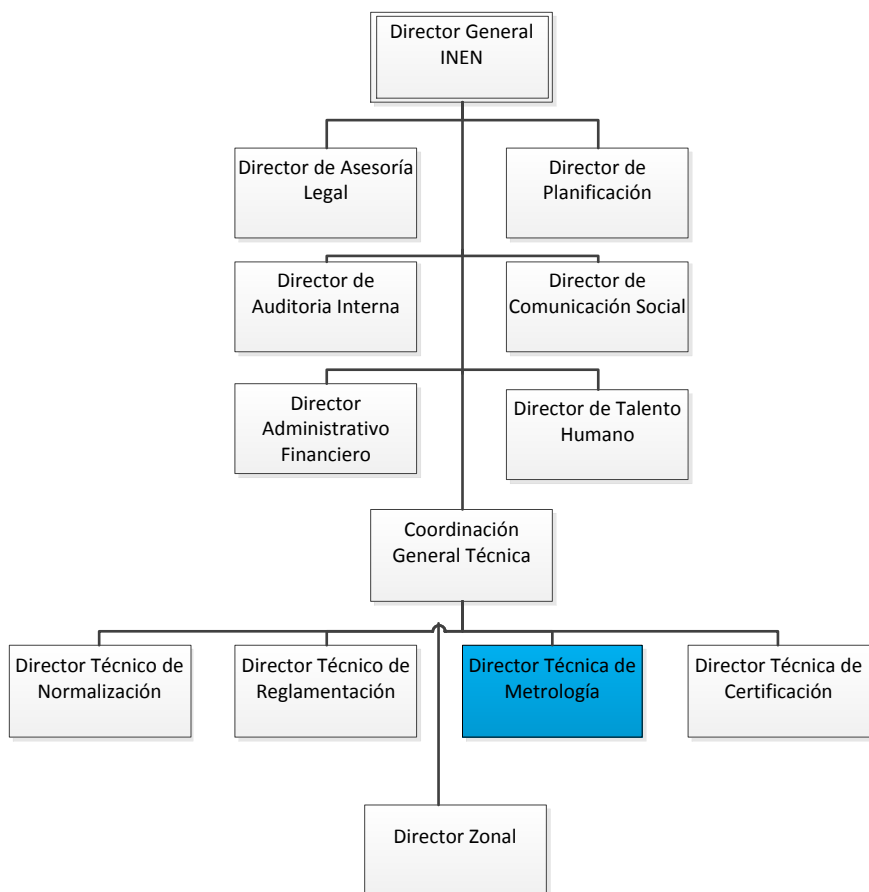 Director General
INEN
Director de Asesoría
Legal
Director de
Planificación
Director de
Auditoria Interna
Director de
Comunicación Social
Director
Administrativo
Financiero
Director de Talento
Humano
Coordinación
General Técnica
Director Técnico de
Normalización
Director Técnico de
Reglamentación
Director Técnica de
Metrología
Director Técnica de
Certificación
Director Zonal